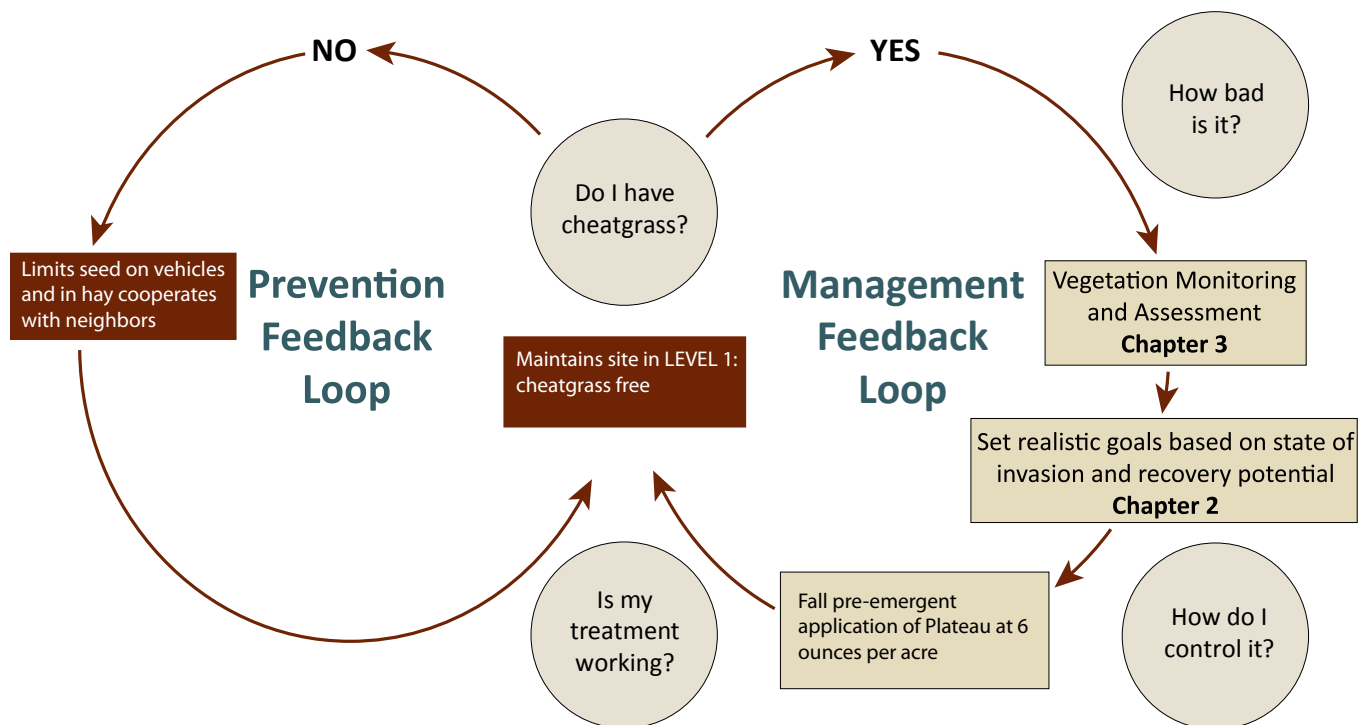 NO
YES
How bad
is it?
Do I have
cheatgrass?
Limits seed on vehicles
and in hay cooperates
with neighbors
Prevention
Feedback
Loop
Maintains site in LEVEL 1:
cheatgrass free
Management
Feedback
Loop
Vegetation Monitoring
and Assessment
Chapter 3
Set realistic goals based on state of
invasion and recovery potential
Chapter 2
Fall pre-emergent
application of Plateau at 6
ounces per acre
Is my
treatment
working?
How do I
control it?